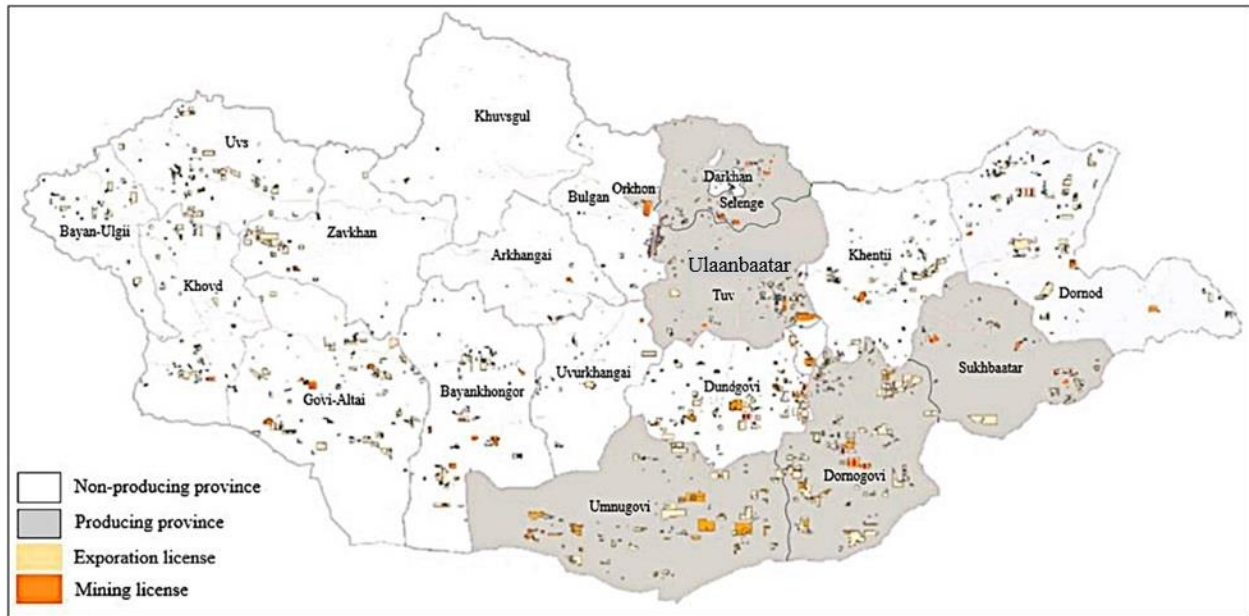 Khuvsgul
Uvs
Darkhan
Orkhon
Bulgan
Selenge
Bayan-Ulgii
Zavkhan
Arkhangai
Ulaanbaatar
Khentii
Khovd
Tuv
Dornod
Uvurkhangai
Sukhbaatar
Govi-Altai
Bayankhongor
Dundgovi
Dornogovi
Umnugovi
Non-producing province
Producing province
Exporation license
Mining license